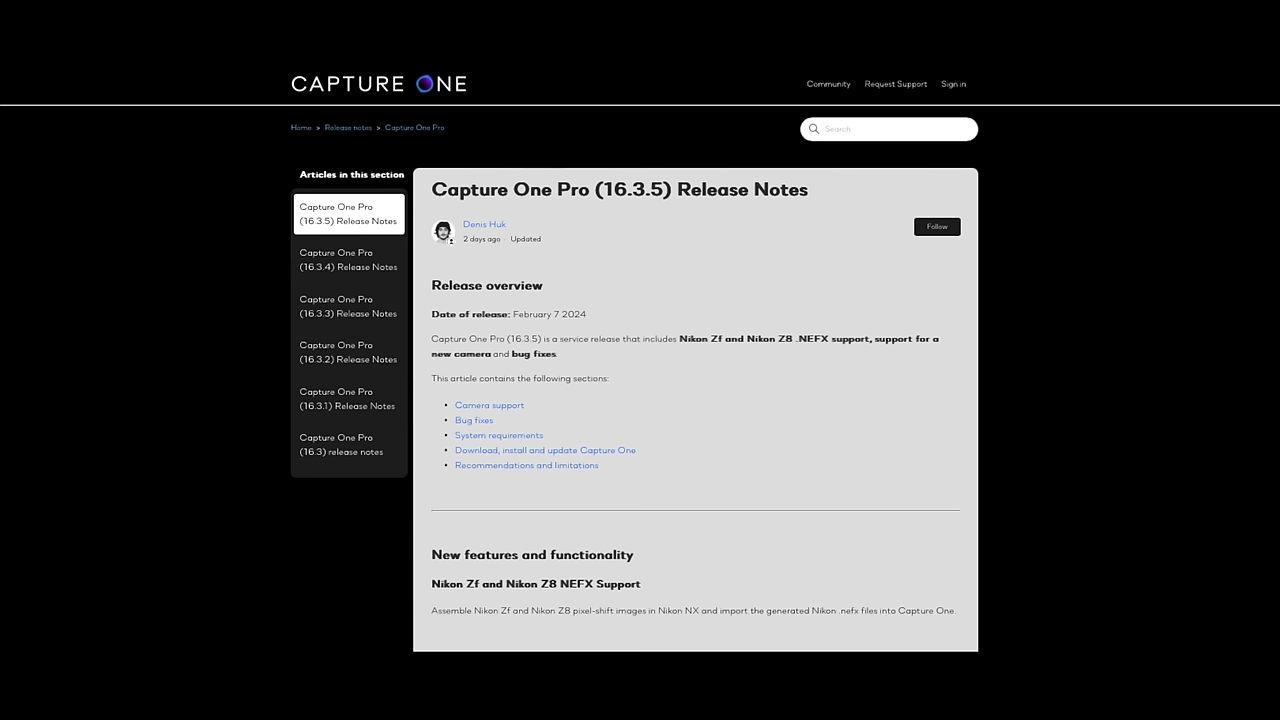 CAPTURE ONE
Community Request Support Sign in
Home > Release notes > Capture One Pro
Search
Articles in this section
Capture One Pro
(16.3.5) Release Notes
Capture One Pro
(16.3.4) Release Notes
Capture One Pro
(16.3.3) Release Notes
Capture One Pro
(16.3.2) Release Notes
Capture One Pro
(16.3.1) Release Notes
Capture One Pro
(16.3) release notes
Capture One Pro (16.3.5) Release Notes
Denis Huk
2 days ago · Updated
Follow
Release overview
Date of release: February 7 2024
Capture One Pro (16.3.5) is a service release that includes Nikon Zf and Nikon Z8 .NEFX support, support for a
new camera and bug fixes.
This article contains the following sections:
• Camera support
• Bug fixes
• System requirements
• Download, install and update Capture One
• Recommendations and limitations
New features and functionality
Nikon Zf and Nikon Z8 NEFX Support
Assemble Nikon Zf and Nikon Z8 pixel-shift images in Nikon NX and import the generated Nikon .nefx files into Capture One.